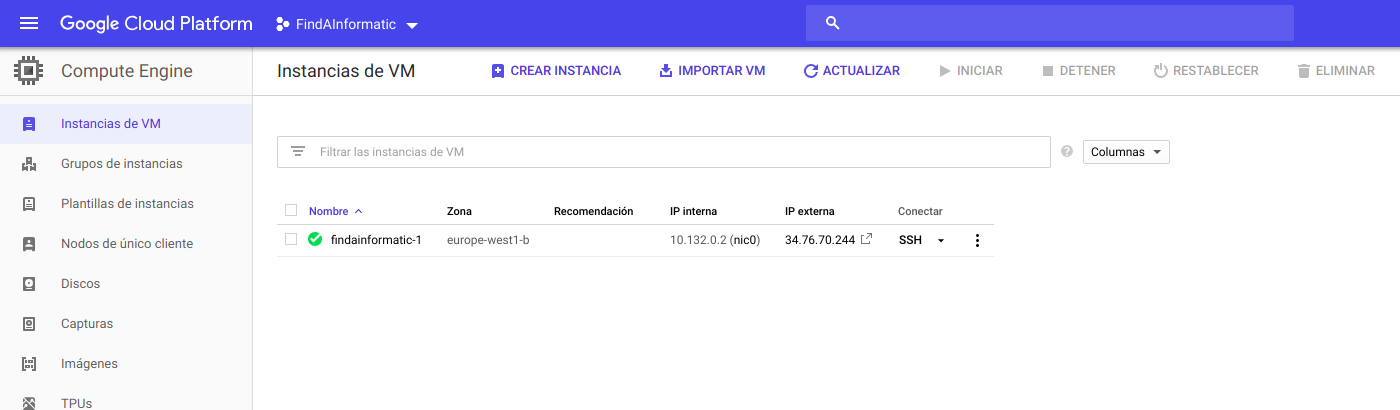 Google Cloud Platform FindAInformatic
Compute Engine
Instancias de VM CREAR INSTANCIA IMPORTAR VM ACTUALIZAR INICIAR DETENER RESTABLECER ELIMINAR
Instancias de VM
Grupos de instancias
Plantillas de instancias
Nodos de único cliente
Discos
Capturas
Imágenes
TPUs
Filtrar las instancias de VM ? Columnas
Nombre Zona Recomendación IP interna IP externa Conectar
findainformatic-1 europe-west1-b 10.132.0.2 (nic0) 34.76.70.244 SSH